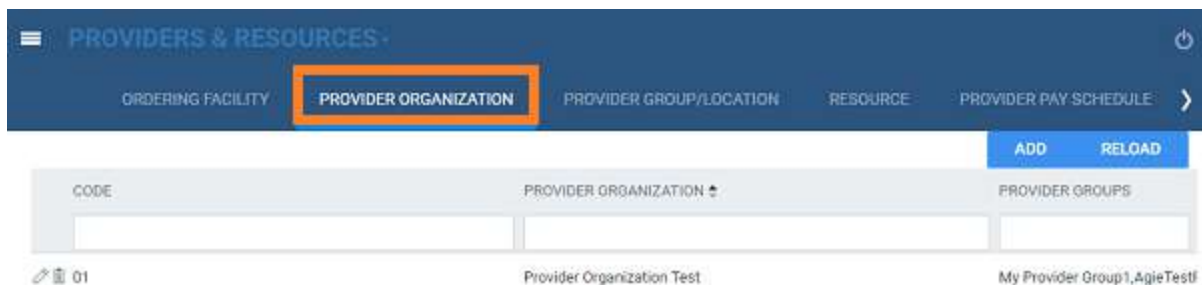 PROVIDERS & RESOURCES
ORDERING FACILITY PROVIDER ORGANIZATION PROVIDER GROUP/LOCATION RESOURCE PROVIDER PAY SCHEDULE
ADD RELOAD
CODE PROVIDER ORGANIZATION PROVIDER GROUPS
01 Provider Organization Test My Provider Group1,AgieTest